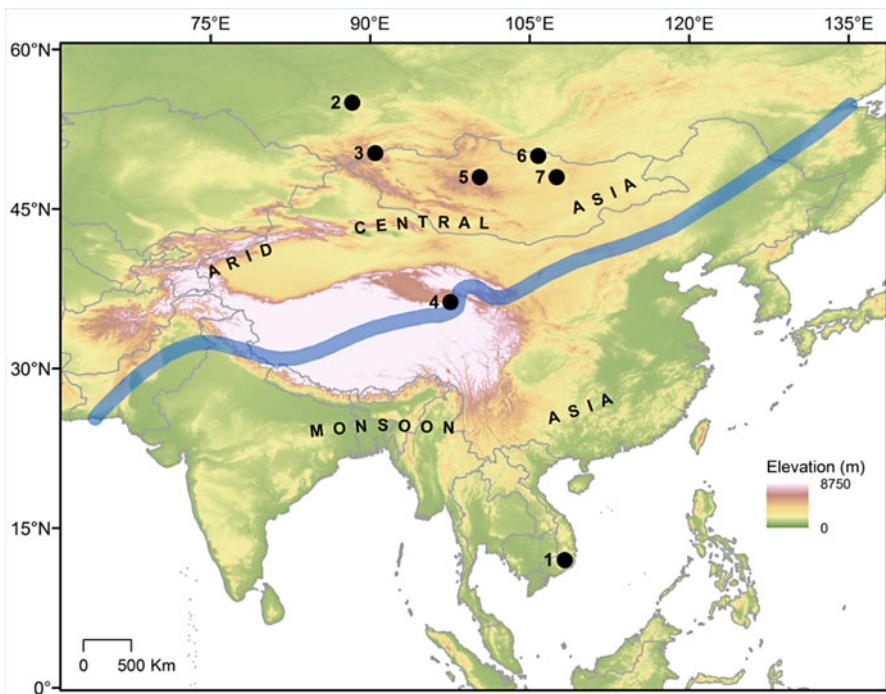 75°E 90°E 105°E 120°E 135°E
60°N
2
3
6
5
7
45°N
ARID CENTRAL ASIA
4
30°N
MONSOON ASIA
Elevation (m)
8750
0
15°N
1
0 500 Km
0°